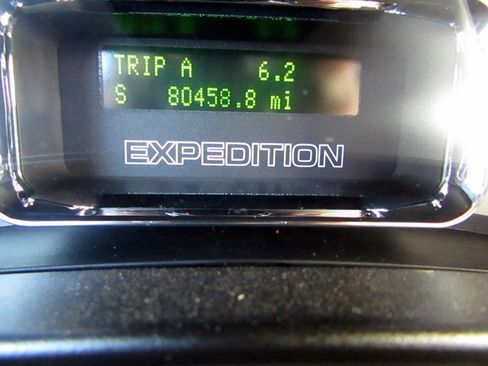 TRIP A 6.2
S 80458.8 mi
EXPEDITION